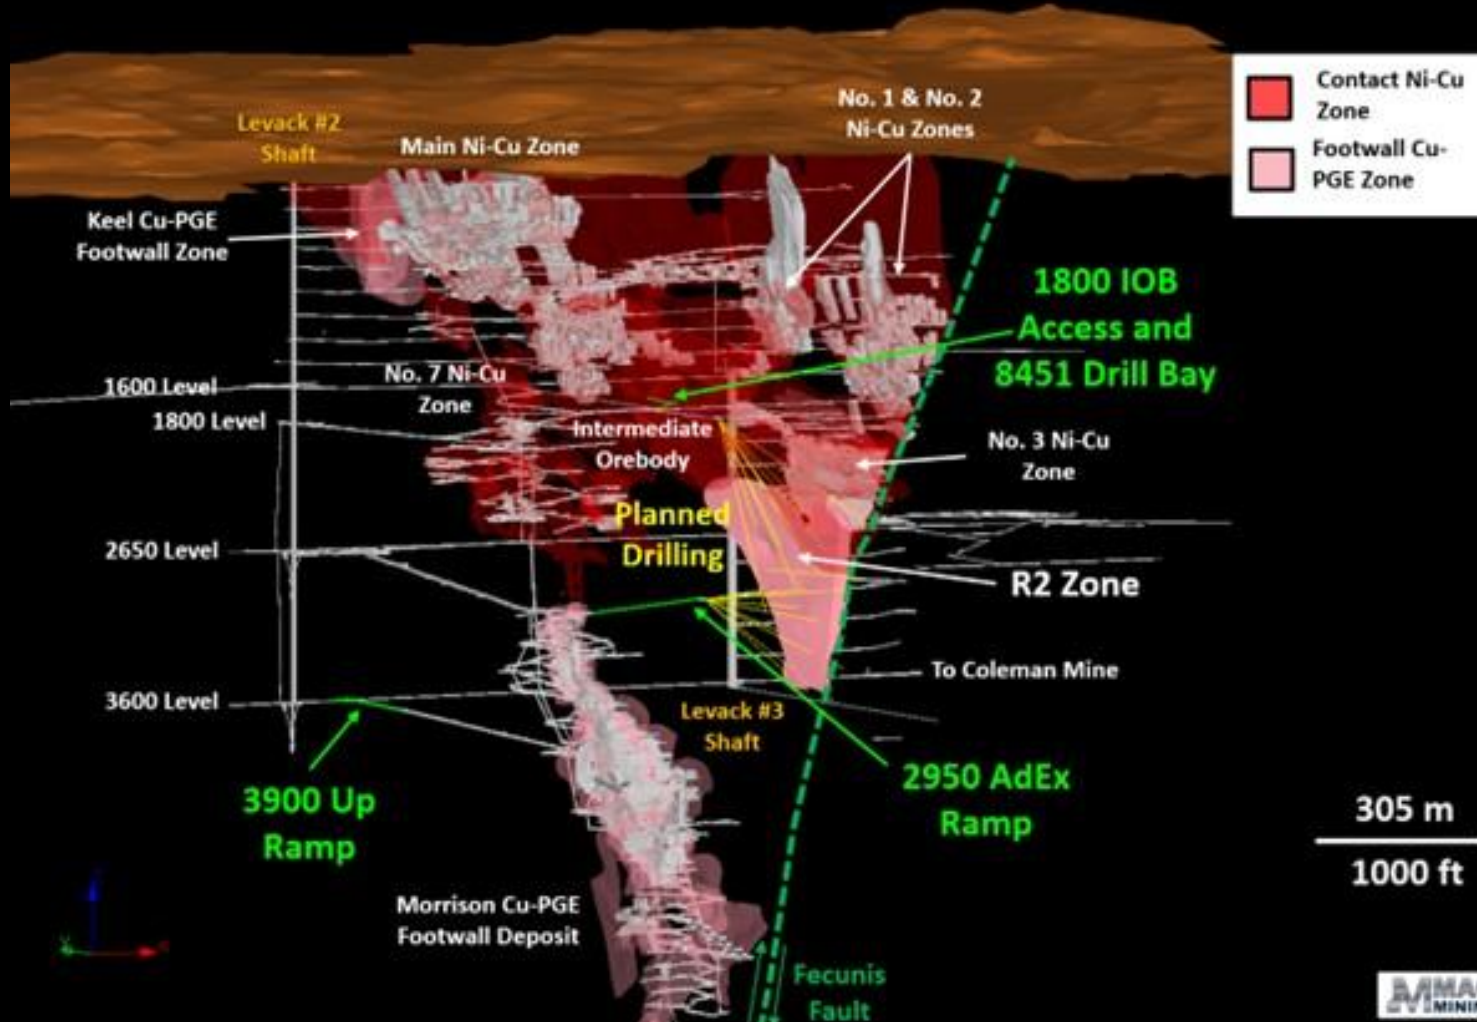 Contact Ni-Cu
Zone
Footwall Cu-
PGE Zone
No. 1 & No. 2
Ni-Cu Zones
Levack #2
Shaft
Main Ni-Cu Zone
Keel Cu-PGE
Footwall Zone
1800 IOB
Access and
8451 Drill Bay
1600 Level
No. 7 Ni-Cu
Zone
1800 Level
Intermediate
Orebody
No. 3 Ni-Cu
Zone
Planned
Drilling
2650 Level
R2 Zone
To Coleman Mine
3600 Level
Levack #3
Shaft
3900 Up
Ramp
2950 AdEx
Ramp
305 m
1000 ft
Morrison Cu-PGE
Footwall Deposit
Fecunis
Fault